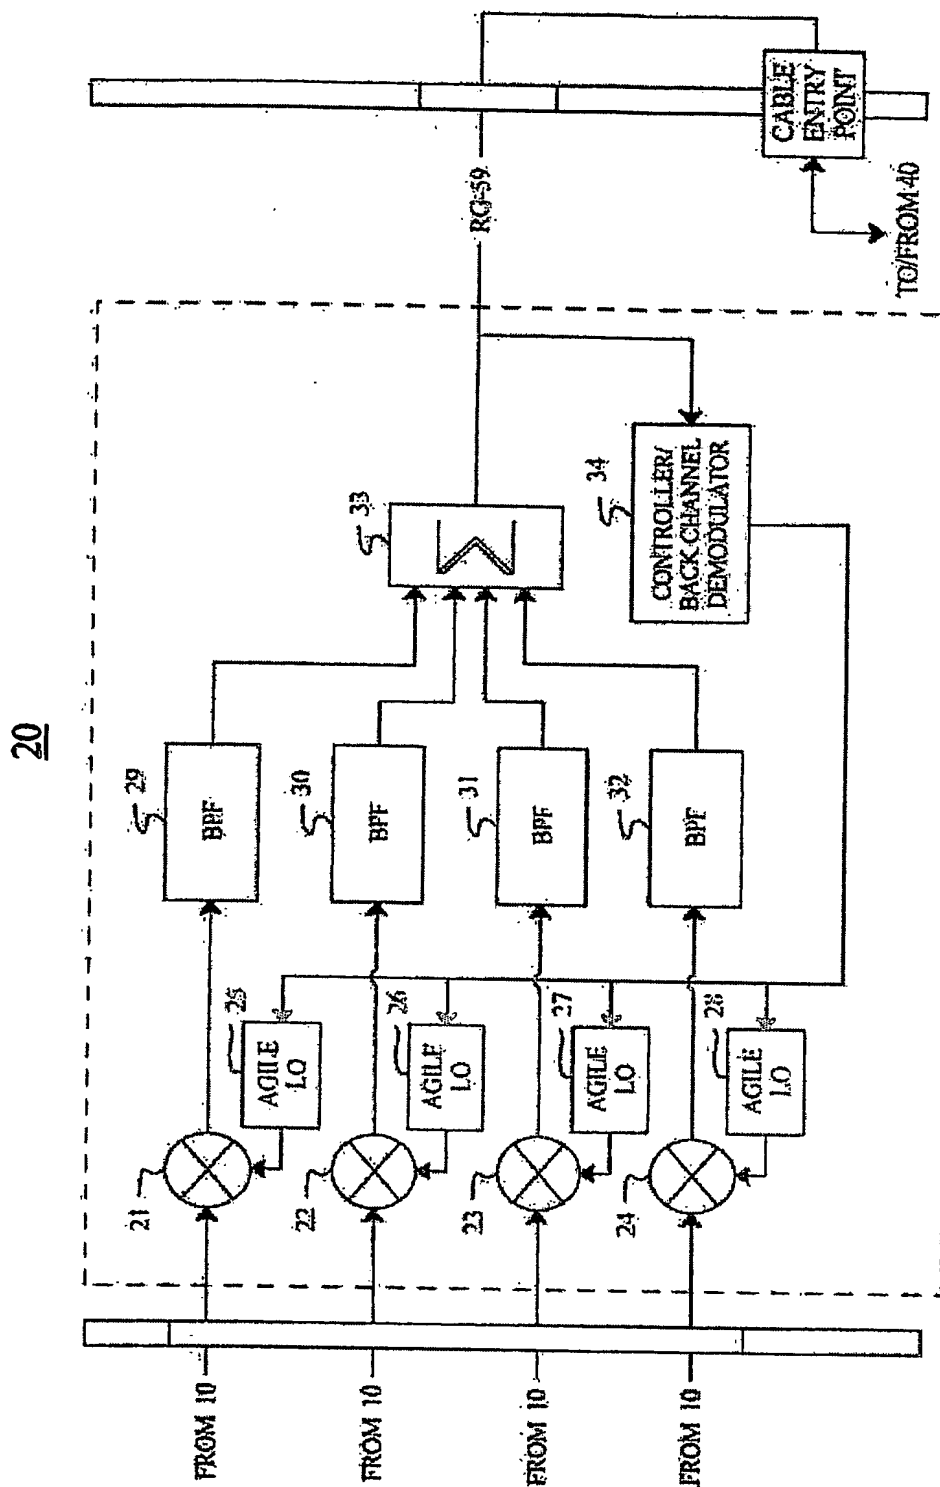 20
FROM 10
FROM 10
FROM 10
FROM 10
21
22
23
24
AGILE
LO
25
AGILE
LO
26
AGILE
LO
27
AGILE
LO
28
BPF
29
BPF
30
BPF
31
BPF
32
Σ
33
CONTROLLER/
BACK CHANNEL
DEMODULATOR
34
RG-59
CABLE
ENTRY
POINT
TO/FROM 40